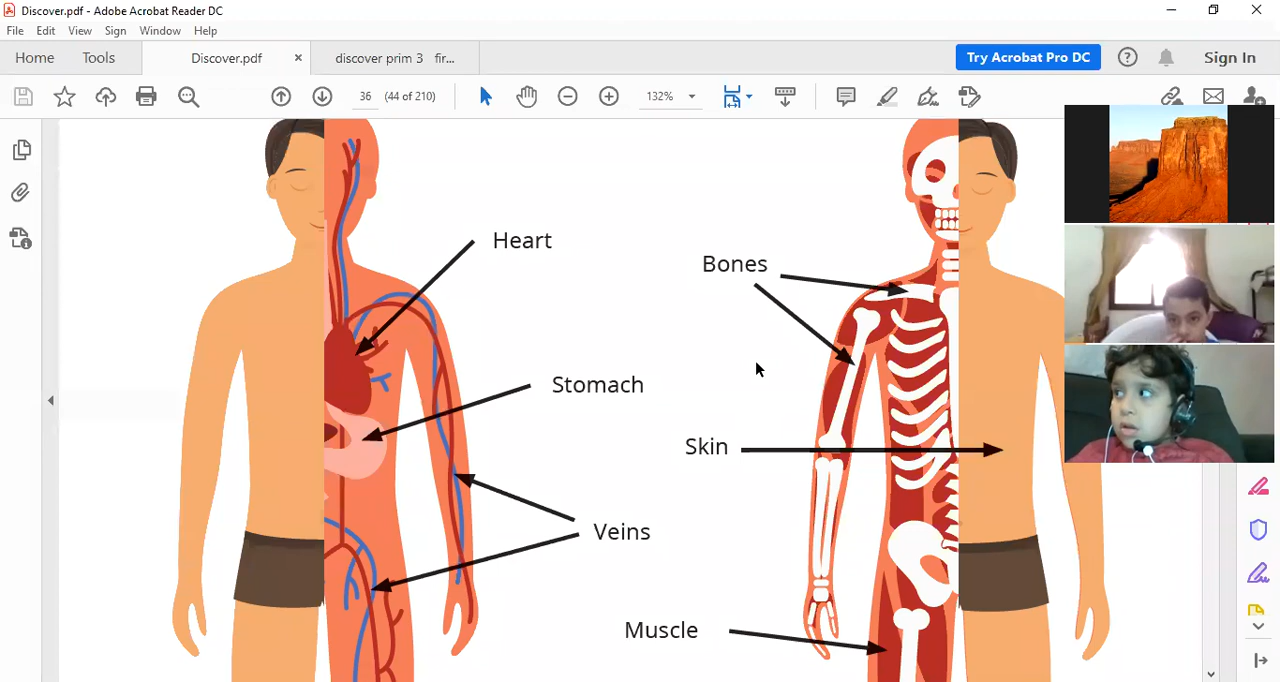 Discover.pdf - Adobe Acrobat Reader DC
File Edit View Sign Window Help
Home Tools Discover.pdf × discover prim 3 fir... Try Acrobat Pro DC Sign In
36 (44 of 210) 132%
Heart
Bones
Stomach
Skin
Veins
Muscle